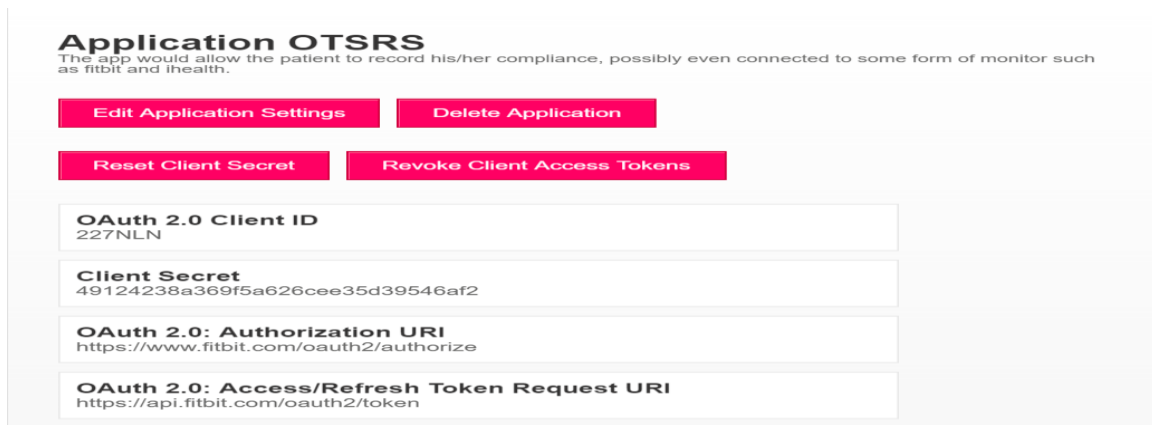 Application OTSRS
The app would allow the patient to record his/her compliance, possibly even connected to some form of monitor such
as fitbit and ihealth.
Edit Application Settings
Delete Application
Reset Client Secret
Revoke Client Access Tokens
OAuth 2.0 Client ID
227NLN
Client Secret
49124238a369f5a626cee35d39546af2
OAuth 2.0: Authorization URI
https://www.fitbit.com/oauth2/authorize
OAuth 2.0: Access/Refresh Token Request URI
https://api.fitbit.com/oauth2/token